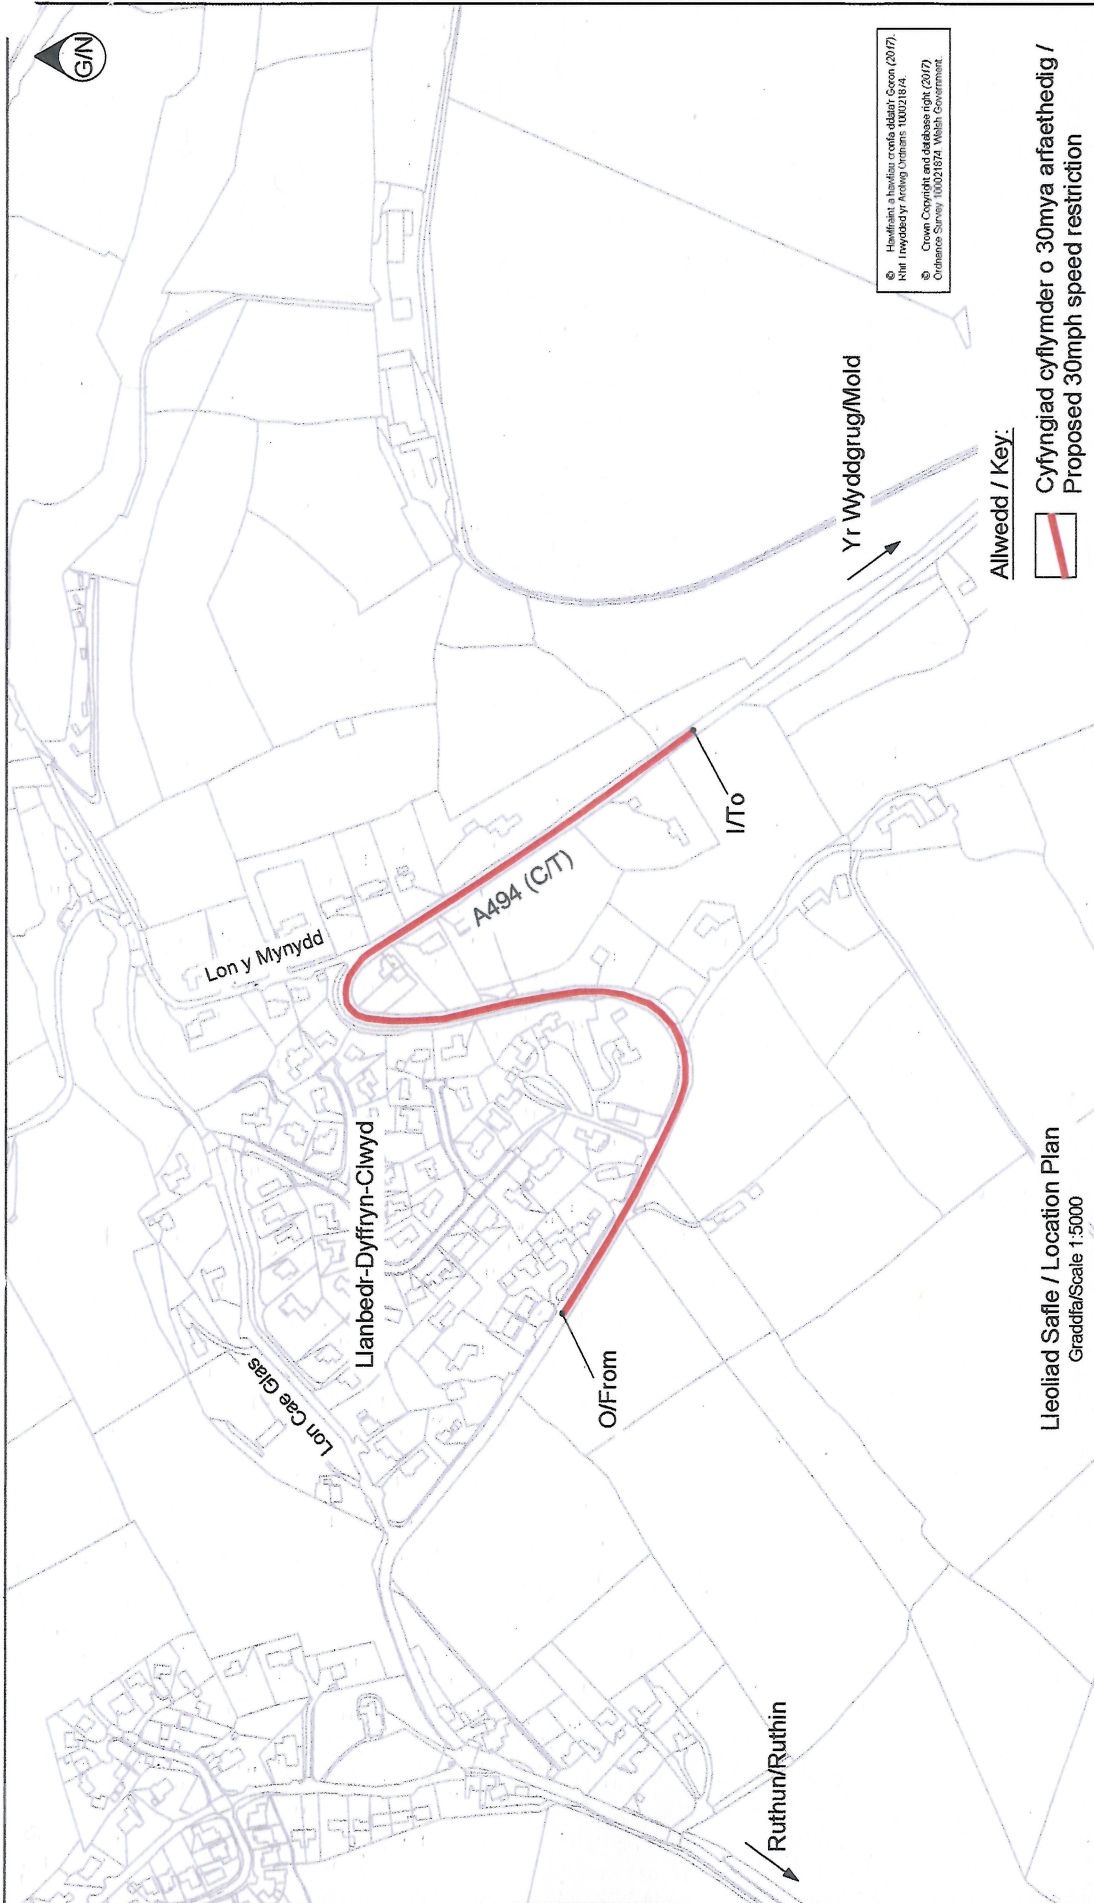 G/N
© Hawlfraint a hawliau cronfa ddata'r Goron (2017).
Rhif Trwydded yr Arolwg Ordnans 100021874.
© Crown Copyright and database right (2017)
Ordnance Survey 100021874. Welsh Government.
Lon y Mynydd
Llanbedr-Dyffryn-Clwyd
Lon Cae Glas
A494 (C/T)
Yr Wyddgrug/Mold
I/To
O/From
Ruthun/Ruthin
Allwedd / Key:
Cyfyngiad cyflymder o 30mya arfaethedig /
Proposed 30mph speed restriction
Lleoliad Safle / Location Plan
Graddfa/Scale 1:5000